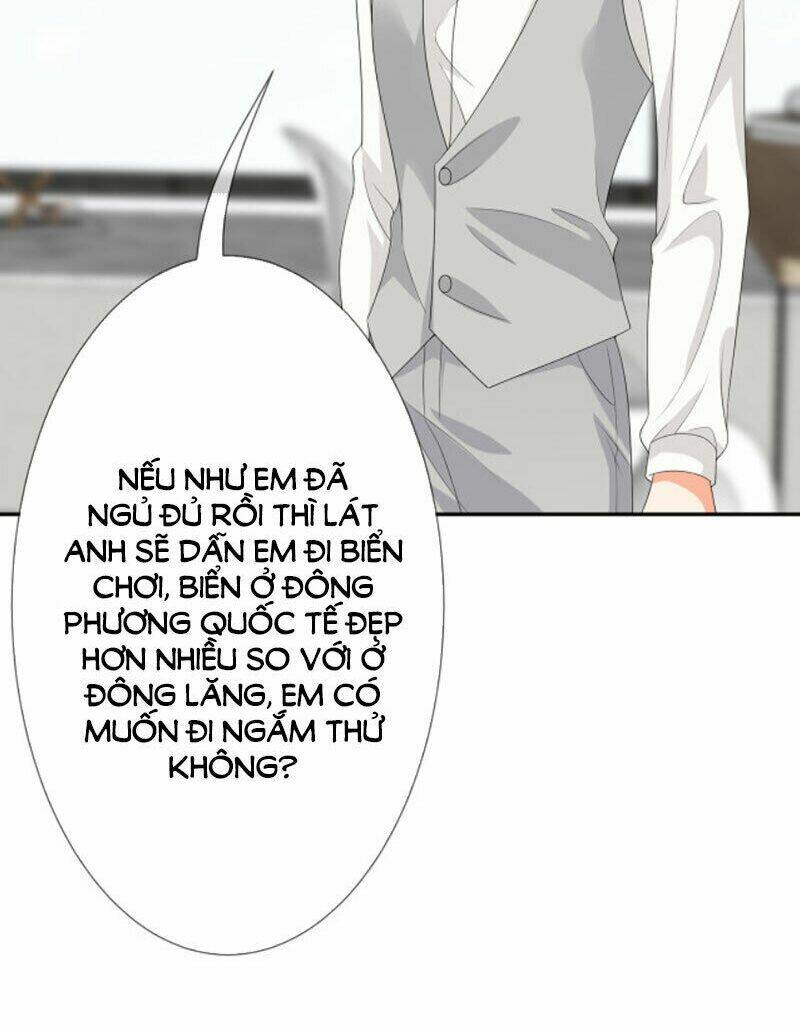 NẾU NHƯ EM ĐÃ
NGỦ ĐỦ RỒI THÌ LÁT
ANH SẼ DẪN EM ĐI BIỂN
CHƠI, BIỂN Ở ĐÔNG
PHƯƠNG QUỐC TẾ ĐẸP
HƠN NHIỀU SO VỚI Ở
ĐÔNG LĂNG, EM CÓ
MUỐN ĐI NGẮM THỬ
KHÔNG?